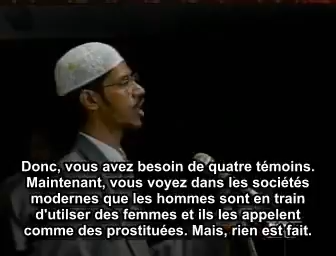 Donc, vous avez besoin de quatre témoins.
Maintenant, vous voyez dans les sociétés
modernes que les hommes sont en train
d'utilser des femmes et ils les appelent
comme des prostituées. Mais, rien est fait.